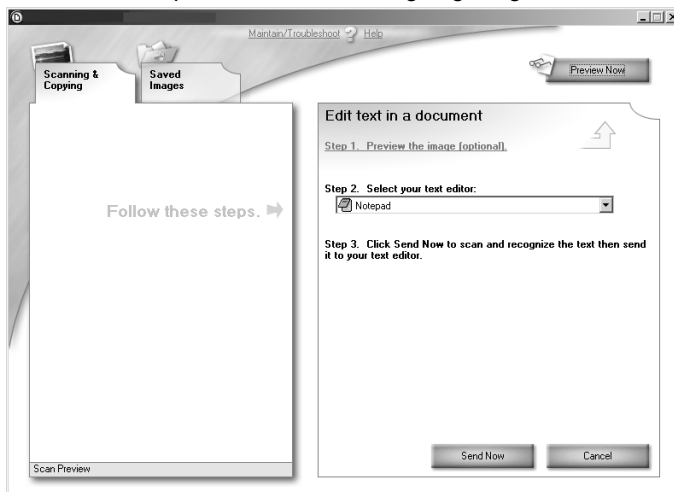 Maintain/Troubleshoot Help
Preview Now
Scanning &
Copying
Saved
Images
Follow these steps.
Scan Preview
Edit text in a document
Step 1. Preview the image (optional).
Step 2. Select your text editor:
Notepad
Step 3. Click Send Now to scan and recognize the text then send
it to your text editor.
Send Now
Cancel